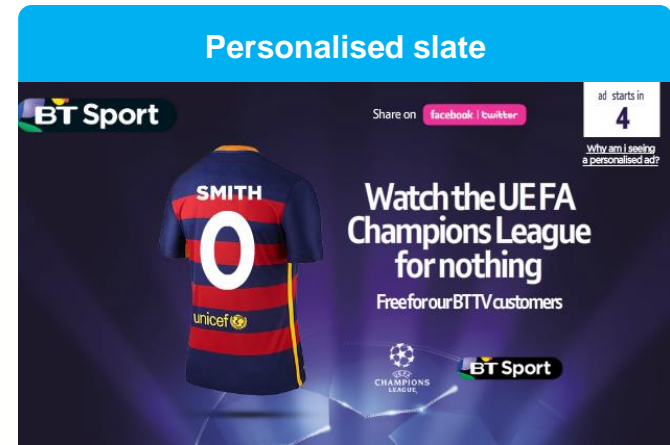 Personalised slate
BT Sport
Share on facebook | twitter
ad starts in
4
Why am i seeing
a personalised ad?
SMITH
0
unicef
Watch the UEFA
Champions League
for nothing
Free for our BT TV customers
UEFA
CHAMPIONS
LEAGUE
BT Sport